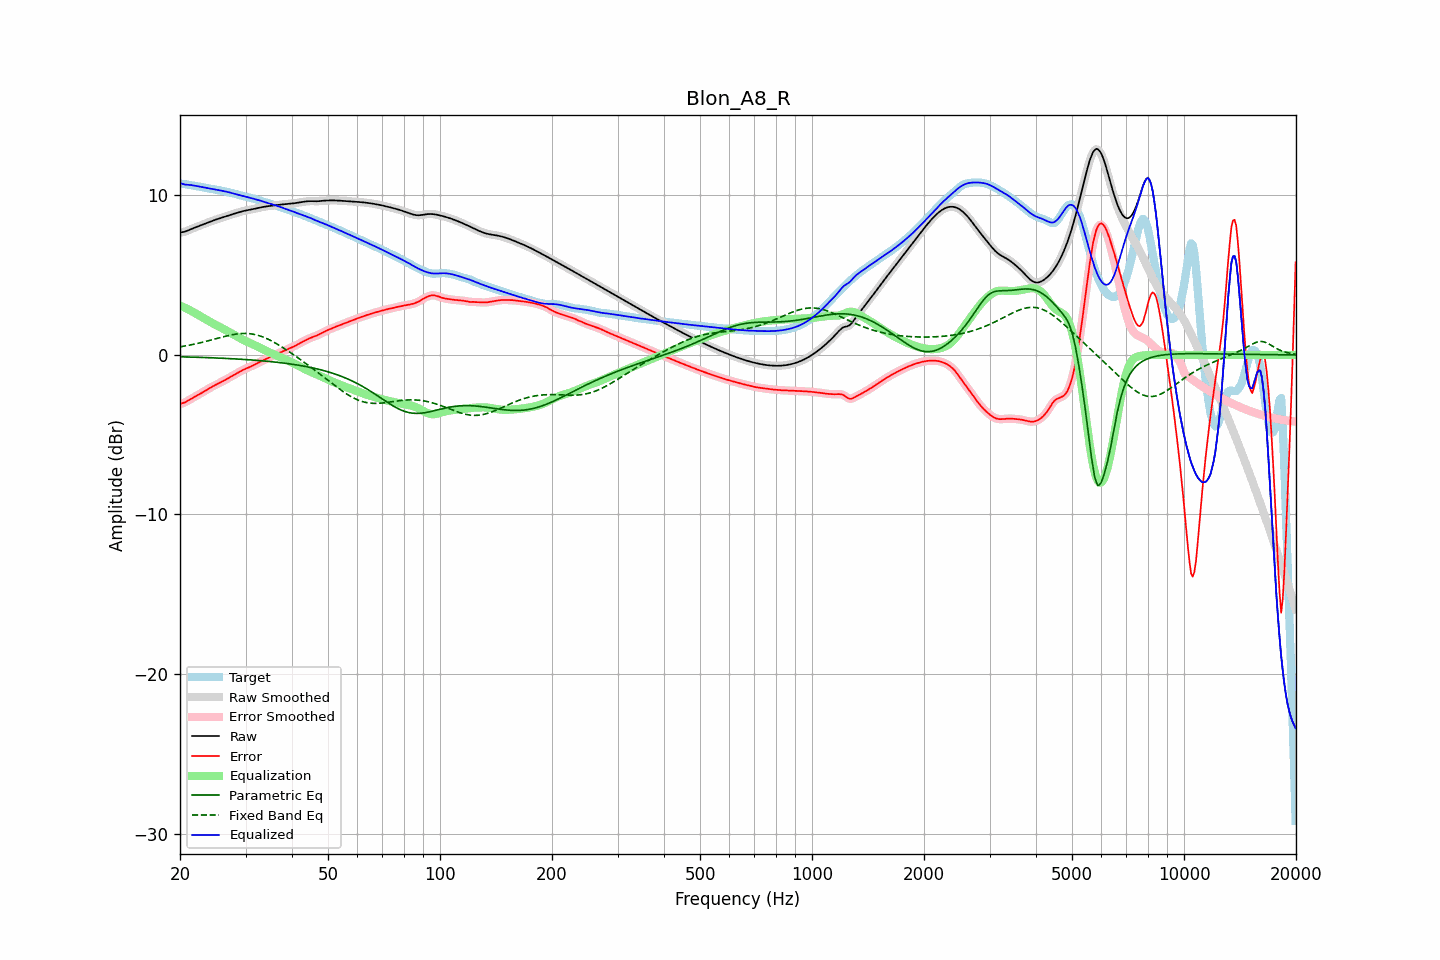 Blon_A8_R
Amplitude (dBr)
10
0
−10
−20
−30
Target
Raw Smoothed
Error Smoothed
Raw
Error
Equalization
Parametric Eq
Fixed Band Eq
Equalized
20 50 100 200 500 1000 2000 5000 10000 20000
Frequency (Hz)